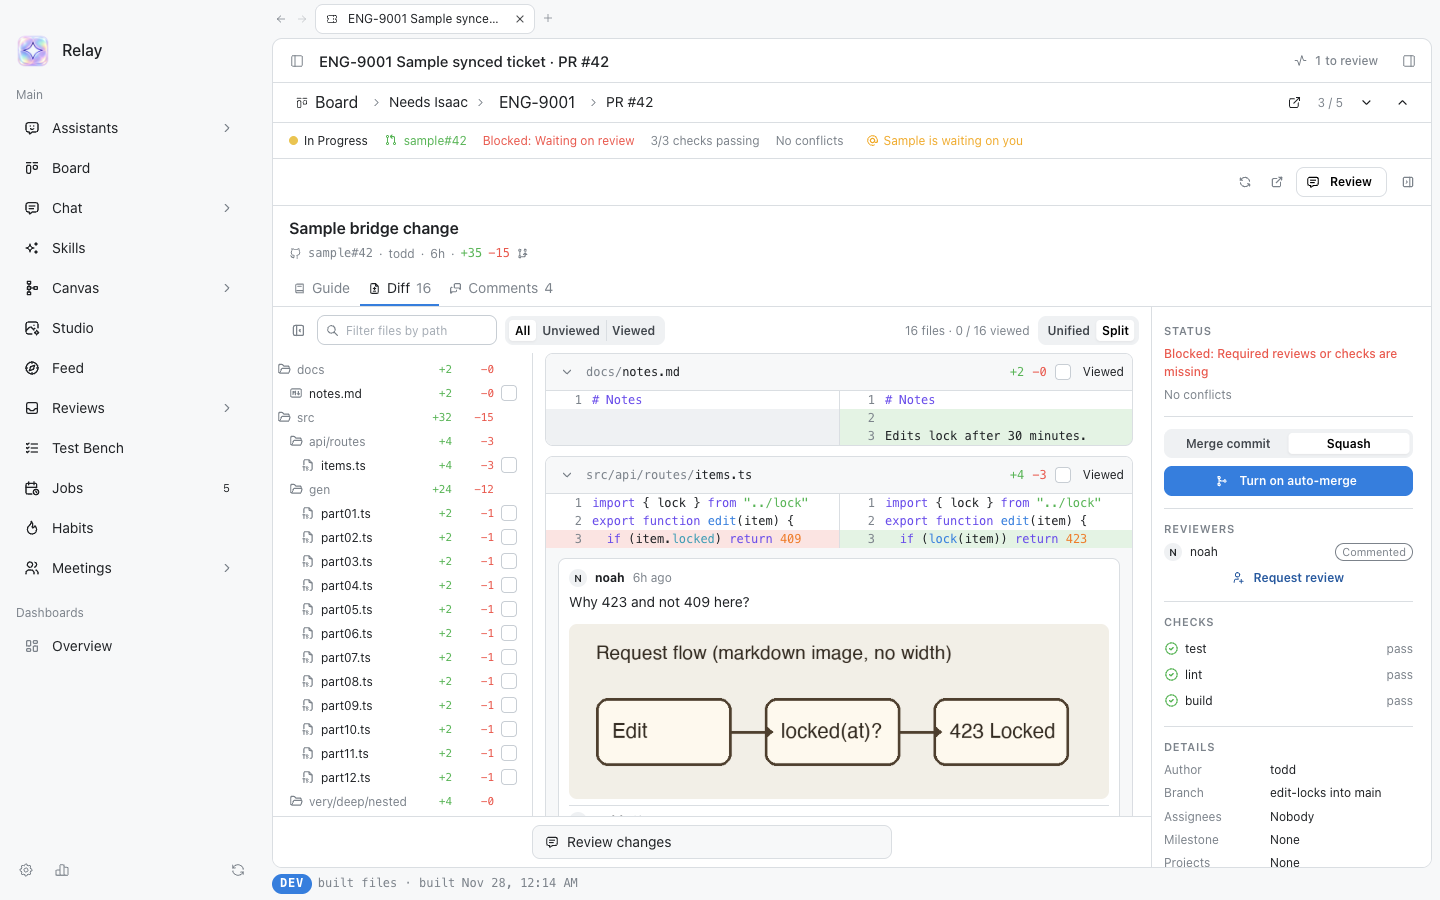 ENG-9001 Sample synce...
Relay
ENG-9001 Sample synced ticket · PR #42
1 to review
Main
Assistants
Board
Chat
Skills
Canvas
Studio
Feed
Reviews
Test Bench
Jobs 5
Habits
Meetings
Dashboards
Overview
Board > Needs Isaac > ENG-9001 > PR #42
3 / 5
In Progress sample#42 Blocked: Waiting on review 3/3 checks passing No conflicts Sample is waiting on you
Review
Sample bridge change
sample#42 · todd · 6h · +35 −15
Guide Diff 16 Comments 4
Filter files by path
All Unviewed Viewed
16 files · 0 / 16 viewed
Unified Split
docs +2 −0
notes.md +2 −0
src +32 −15
api/routes +4 −3
items.ts +4 −3
gen +24 −12
part01.ts +2 −1
part02.ts +2 −1
part03.ts +2 −1
part04.ts +2 −1
part05.ts +2 −1
part06.ts +2 −1
part07.ts +2 −1
part08.ts +2 −1
part09.ts +2 −1
part10.ts +2 −1
part11.ts +2 −1
part12.ts +2 −1
very/deep/nested +4 −0
docs/notes.md +2 −0 Viewed
1 # Notes
1 # Notes
2
3 Edits lock after 30 minutes.
src/api/routes/items.ts +4 −3 Viewed
1 import { lock } from "../lock"
2 export function edit(item) {
3 if (item.locked) return 409
1 import { lock } from "../lock"
2 export function edit(item) {
3 if (lock(item)) return 423
N noah 6h ago
Why 423 and not 409 here?
Request flow (markdown image, no width)
Edit
locked(at)?
423 Locked
Review changes
STATUS
Blocked: Required reviews or checks are
missing
No conflicts
Merge commit Squash
Turn on auto-merge
REVIEWERS
N noah Commented
Request review
CHECKS
test pass
lint pass
build pass
DETAILS
Author todd
Branch edit-locks into main
Assignees Nobody
Milestone None
Projects None
DEV built files · built Nov 28, 12:14 AM